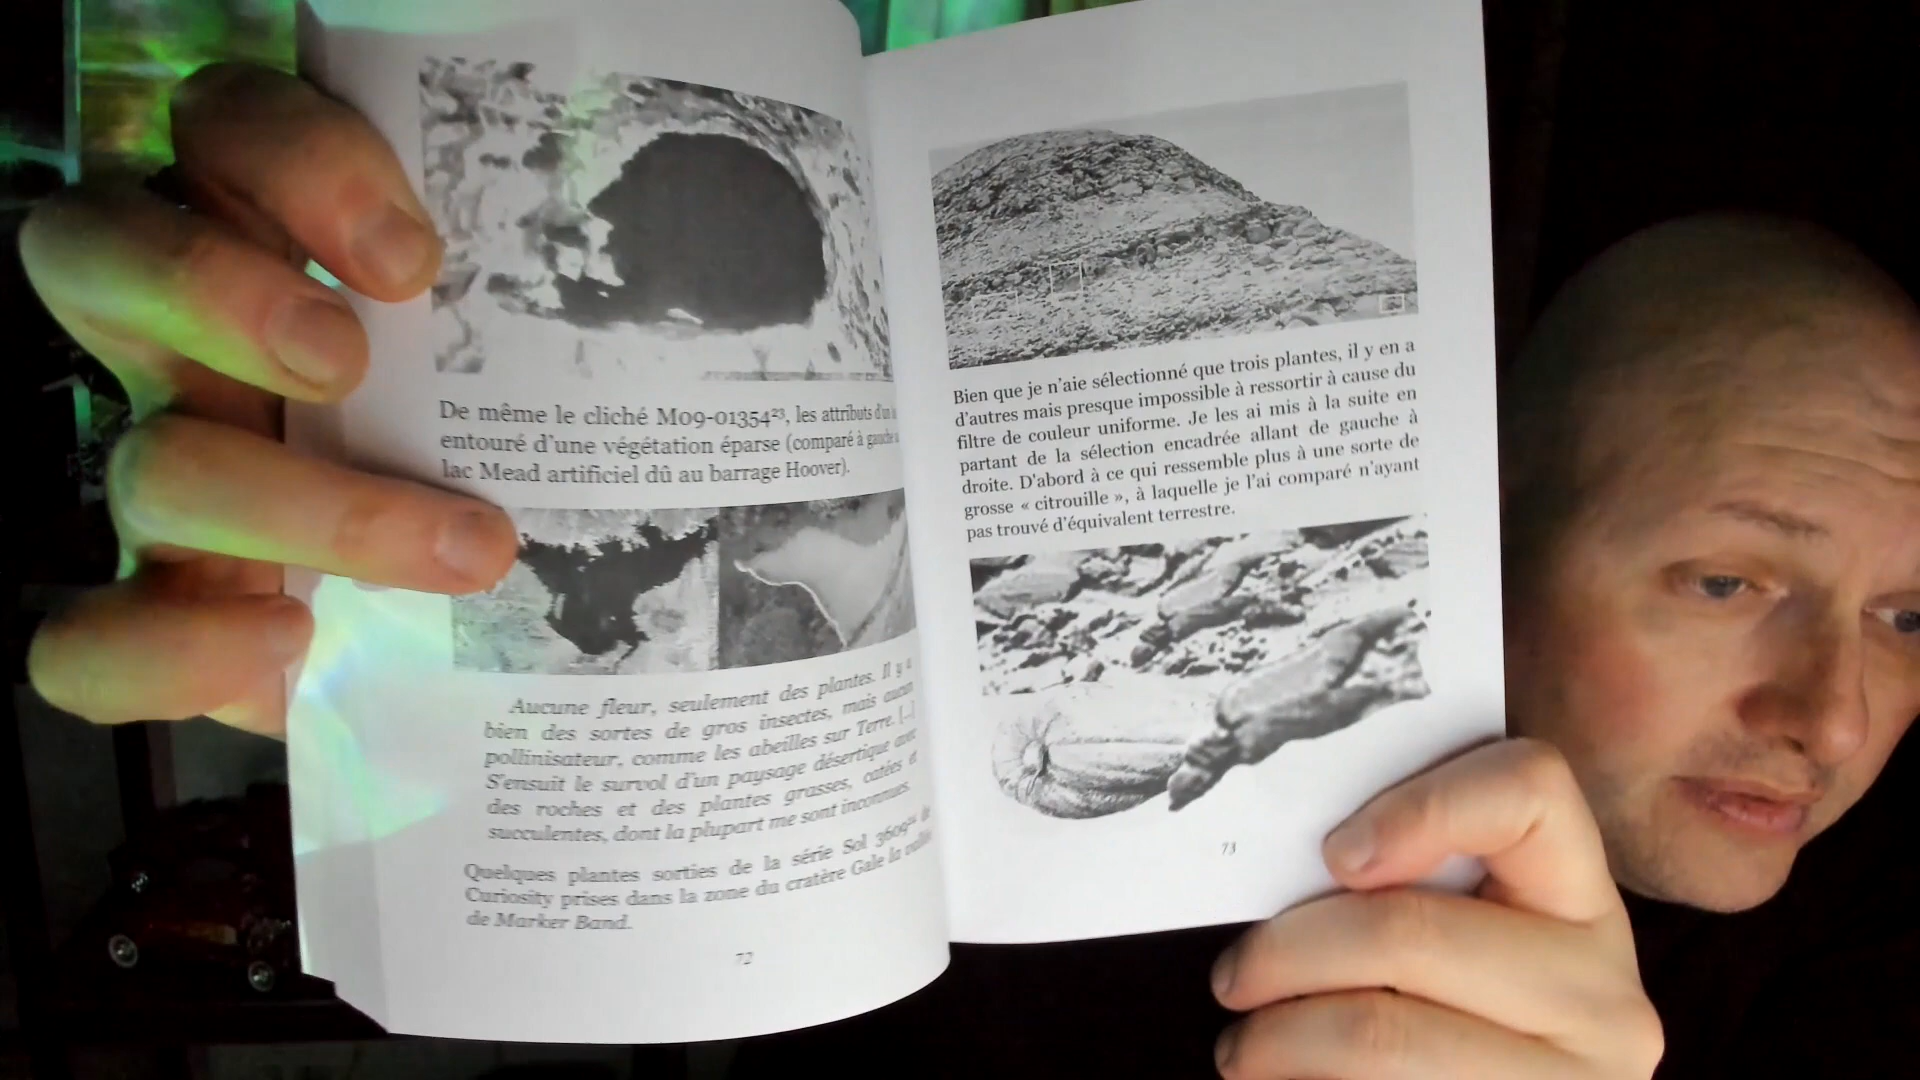 De même le cliché M09-01354²³, les attributs d'un
entouré d'une végétation éparse (comparé à gauche
lac Mead artificiel dû au barrage Hoover).
Aucune fleur, seulement des plantes. Il y a
bien des sortes de gros insectes, mais aucun
pollinisateur, comme les abeilles sur Terre. [...]
S'ensuit le survol d'un paysage désertique avec
des roches et des plantes grasses, catées et
succulentes, dont la plupart me sont inconnues.
Quelques plantes sorties de la série Sol 3609²⁴ de
Curiosity prises dans la zone du cratère Gale la vallée
de Marker Band.
72
Bien que je n'aie sélectionné que trois plantes, il y en a
d'autres mais presque impossible à ressortir à cause du
filtre de couleur uniforme. Je les ai mis à la suite en
partant de la sélection encadrée allant de gauche à
droite. D'abord à ce qui ressemble plus à une sorte de
grosse « citrouille », à laquelle je l'ai comparé n'ayant
pas trouvé d'équivalent terrestre.
73